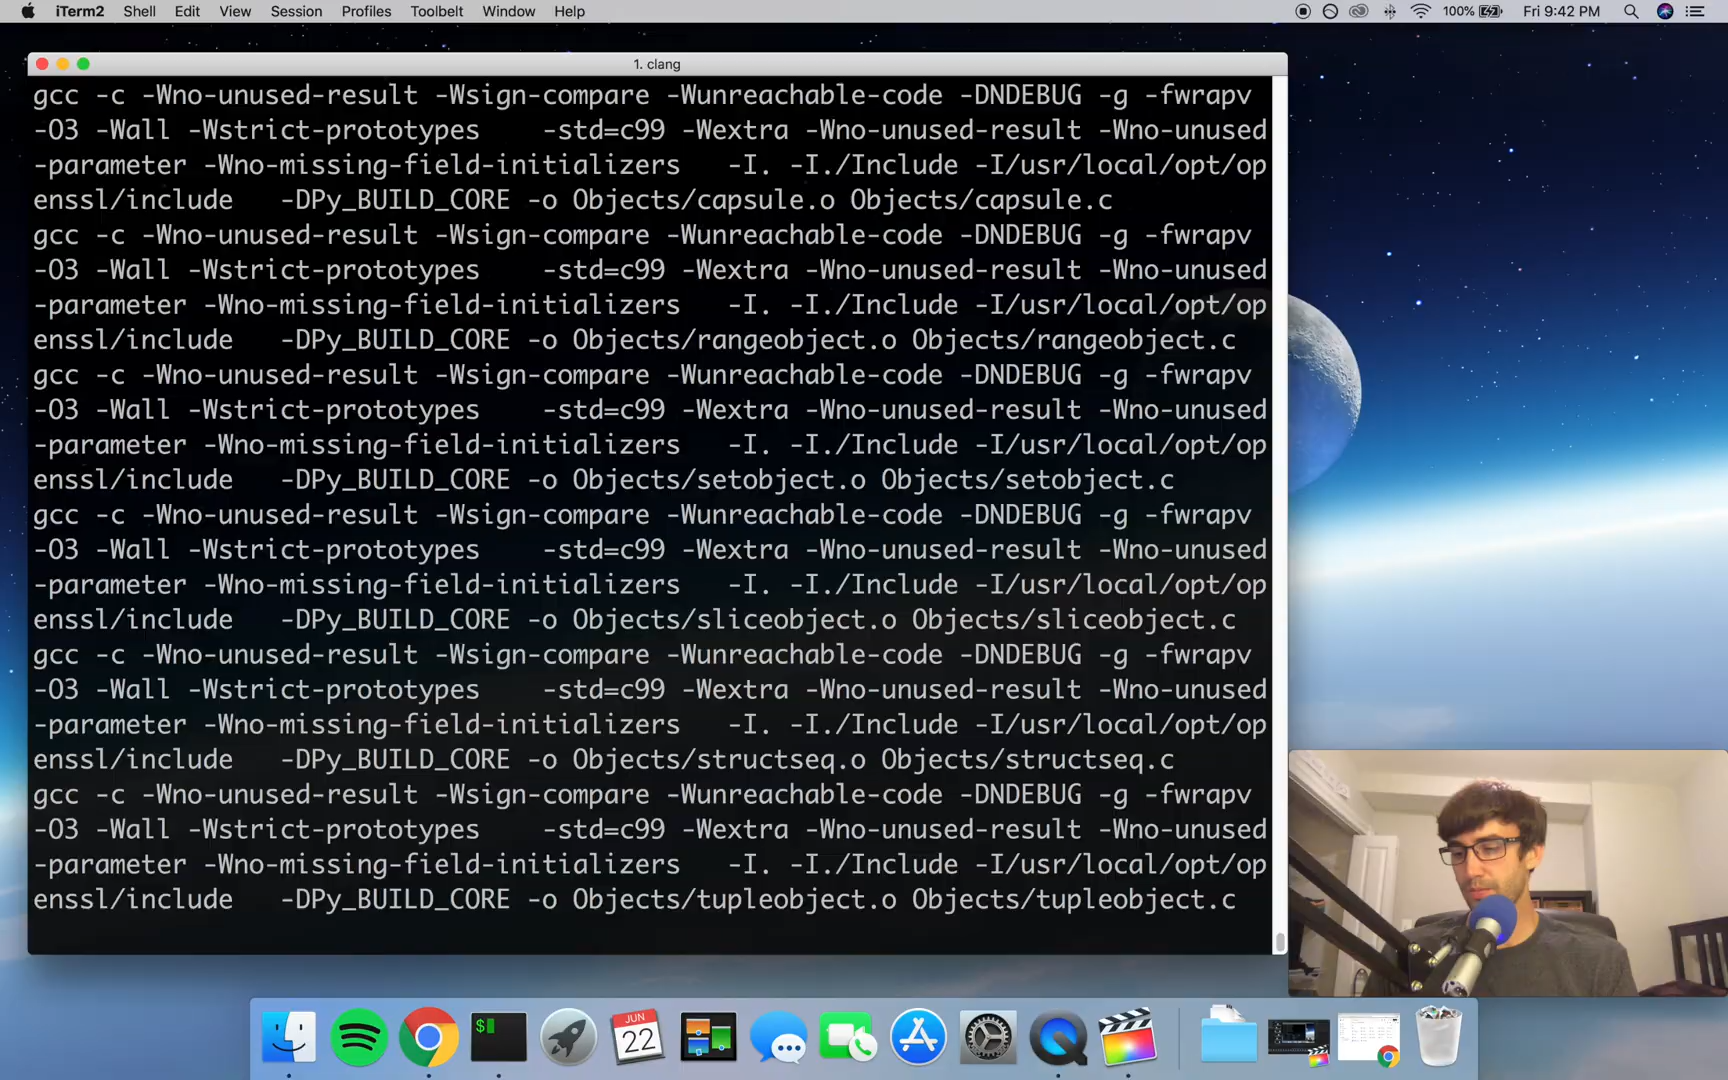 iTerm2 Shell Edit View Session Profiles Toolbelt Window Help 100% Fri 9:42 PM
1. clang
gcc -c -Wno-unused-result -Wsign-compare -Wunreachable-code -DNDEBUG -g -fwrapv
-O3 -Wall -Wstrict-prototypes    -std=c99 -Wextra -Wno-unused-result -Wno-unused
-parameter -Wno-missing-field-initializers   -I. -I./Include -I/usr/local/opt/op
enssl/include   -DPy_BUILD_CORE -o Objects/capsule.o Objects/capsule.c
gcc -c -Wno-unused-result -Wsign-compare -Wunreachable-code -DNDEBUG -g -fwrapv
-O3 -Wall -Wstrict-prototypes    -std=c99 -Wextra -Wno-unused-result -Wno-unused
-parameter -Wno-missing-field-initializers   -I. -I./Include -I/usr/local/opt/op
enssl/include   -DPy_BUILD_CORE -o Objects/rangeobject.o Objects/rangeobject.c
gcc -c -Wno-unused-result -Wsign-compare -Wunreachable-code -DNDEBUG -g -fwrapv
-O3 -Wall -Wstrict-prototypes    -std=c99 -Wextra -Wno-unused-result -Wno-unused
-parameter -Wno-missing-field-initializers   -I. -I./Include -I/usr/local/opt/op
enssl/include   -DPy_BUILD_CORE -o Objects/setobject.o Objects/setobject.c
gcc -c -Wno-unused-result -Wsign-compare -Wunreachable-code -DNDEBUG -g -fwrapv
-O3 -Wall -Wstrict-prototypes    -std=c99 -Wextra -Wno-unused-result -Wno-unused
-parameter -Wno-missing-field-initializers   -I. -I./Include -I/usr/local/opt/op
enssl/include   -DPy_BUILD_CORE -o Objects/sliceobject.o Objects/sliceobject.c
gcc -c -Wno-unused-result -Wsign-compare -Wunreachable-code -DNDEBUG -g -fwrapv
-O3 -Wall -Wstrict-prototypes    -std=c99 -Wextra -Wno-unused-result -Wno-unused
-parameter -Wno-missing-field-initializers   -I. -I./Include -I/usr/local/opt/op
enssl/include   -DPy_BUILD_CORE -o Objects/structseq.o Objects/structseq.c
gcc -c -Wno-unused-result -Wsign-compare -Wunreachable-code -DNDEBUG -g -fwrapv
-O3 -Wall -Wstrict-prototypes    -std=c99 -Wextra -Wno-unused-result -Wno-unused
-parameter -Wno-missing-field-initializers   -I. -I./Include -I/usr/local/opt/op
enssl/include   -DPy_BUILD_CORE -o Objects/tupleobject.o Objects/tupleobject.c
$
JUN
22